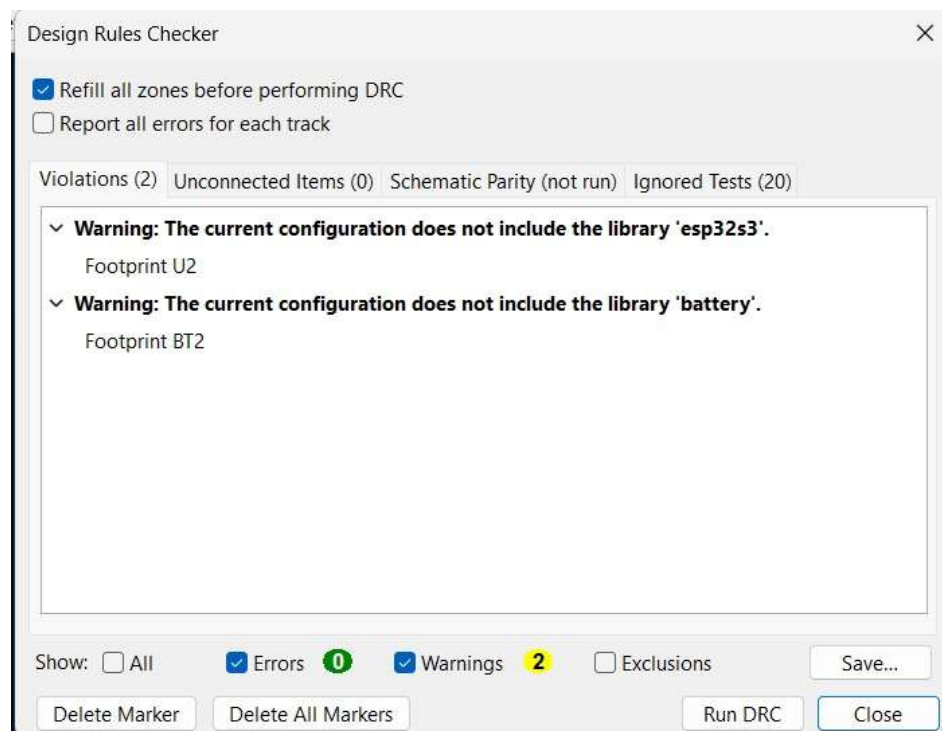 Design Rules Checker
Refill all zones before performing DRC
Report all errors for each track
Violations (2) Unconnected Items (0) Schematic Parity (not run) Ignored Tests (20)
Warning: The current configuration does not include the library 'esp32s3'.
Footprint U2
Warning: The current configuration does not include the library 'battery'.
Footprint BT2
Show: All Errors 0 Warnings 2 Exclusions Save...
Delete Marker Delete All Markers Run DRC Close